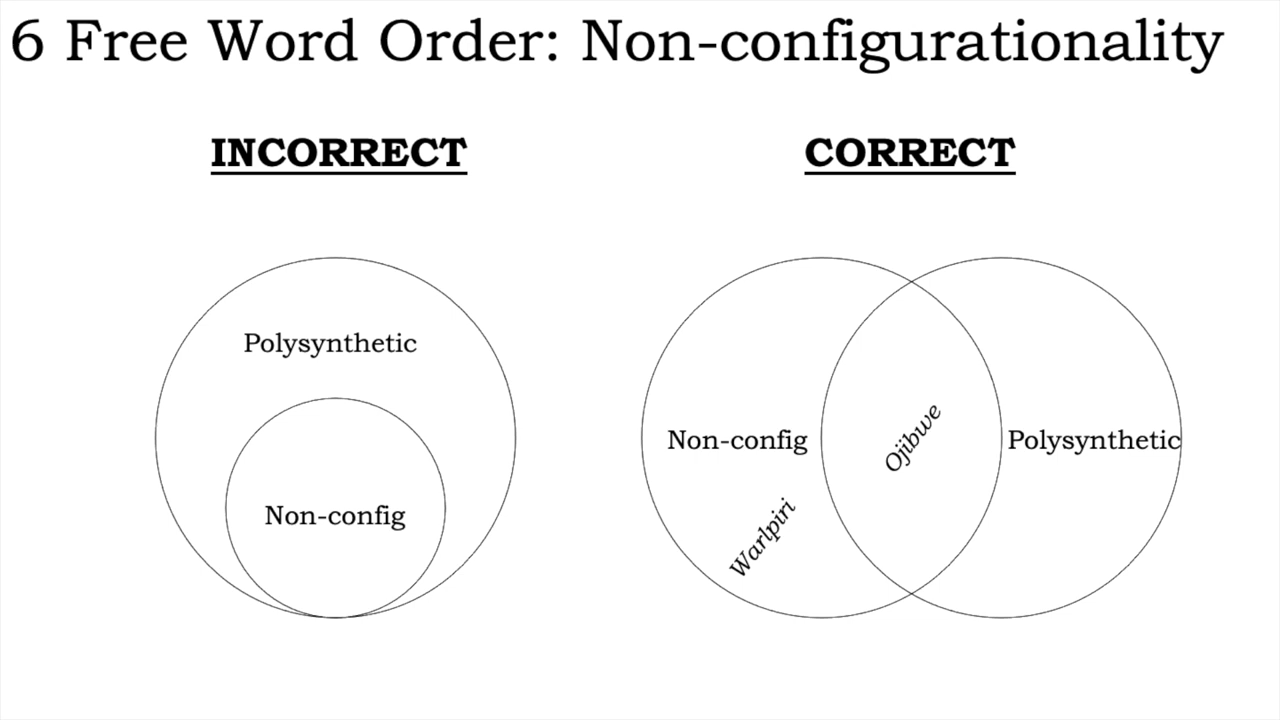 6 Free Word Order: Non-configurationality
INCORRECT
Polysynthetic
Non-config
CORRECT
Non-config
Warlpiri
Ojibwe
Polysynthetic